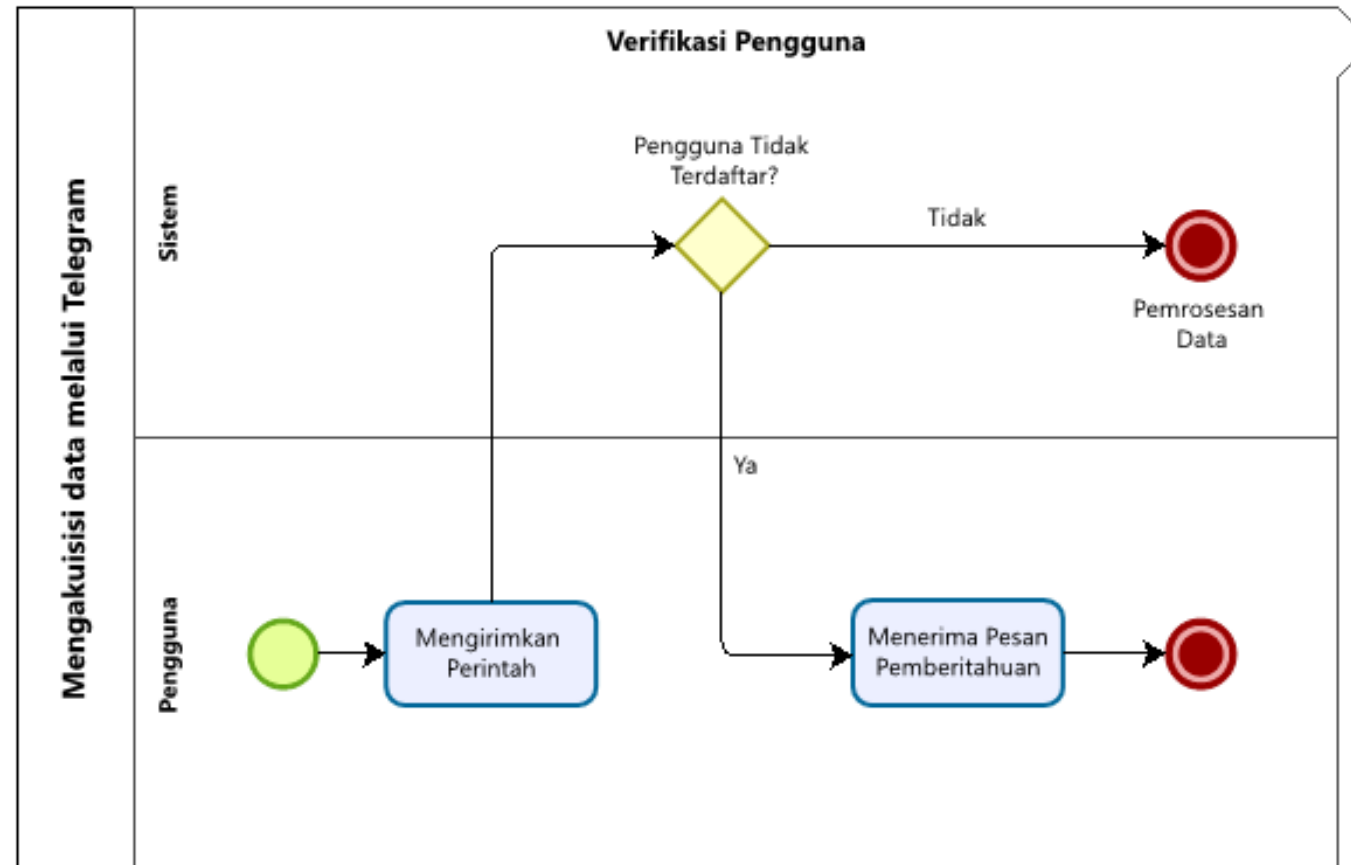 Verifikasi Pengguna
Mengakuisisi data melalui Telegram
Sistem
Pengguna Tidak
Terdaftar?
Tidak
Pemrosesan
Data
Ya
Pengguna
Mengirimkan
Perintah
Menerima Pesan
Pemberitahuan